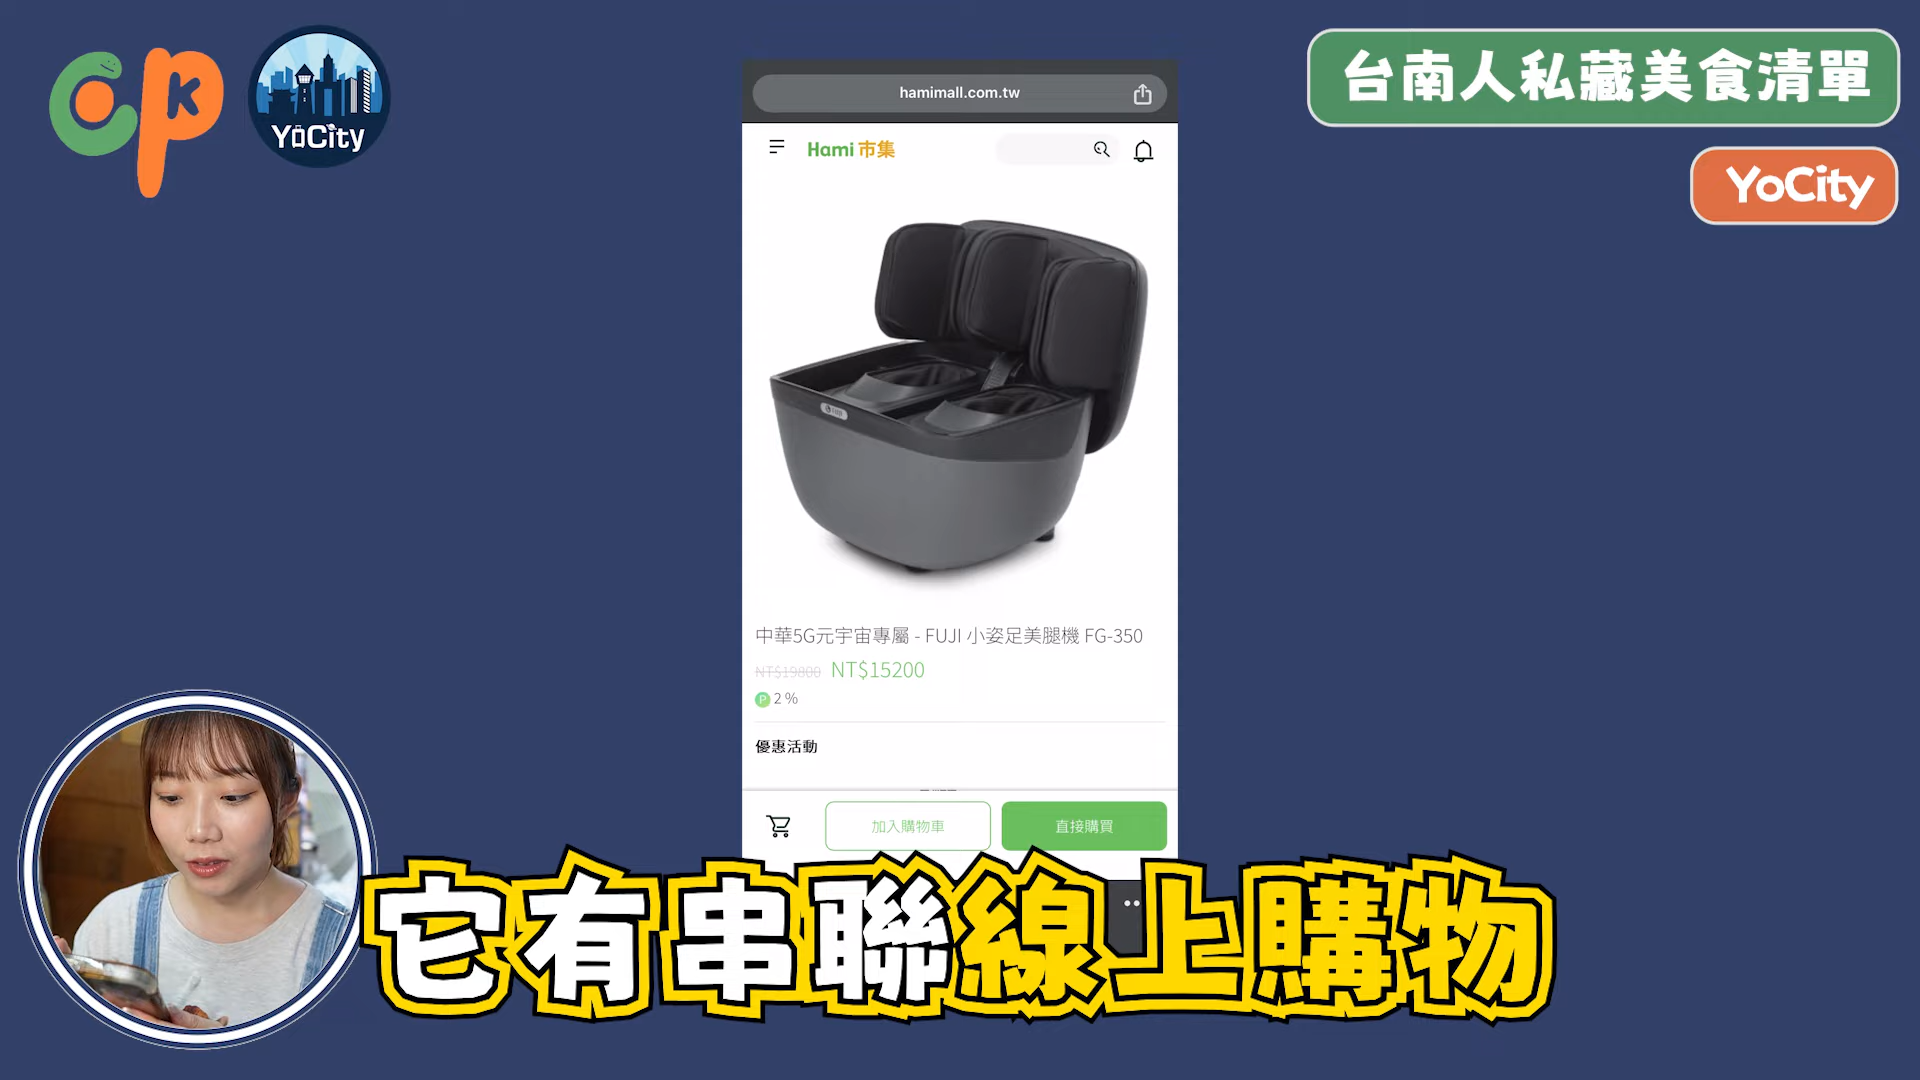 cpk
YoCity
台南人私藏美食清單
YoCity
hamimall.com.tw
Hami 市集
FUJI
中華5G元宇宙專屬 - FUJI 小姿足美腿機 FG-350
NT$19800 NT$15200
P 2 %
優惠活動
加入購物車
直接購買
它有串聯線上購物